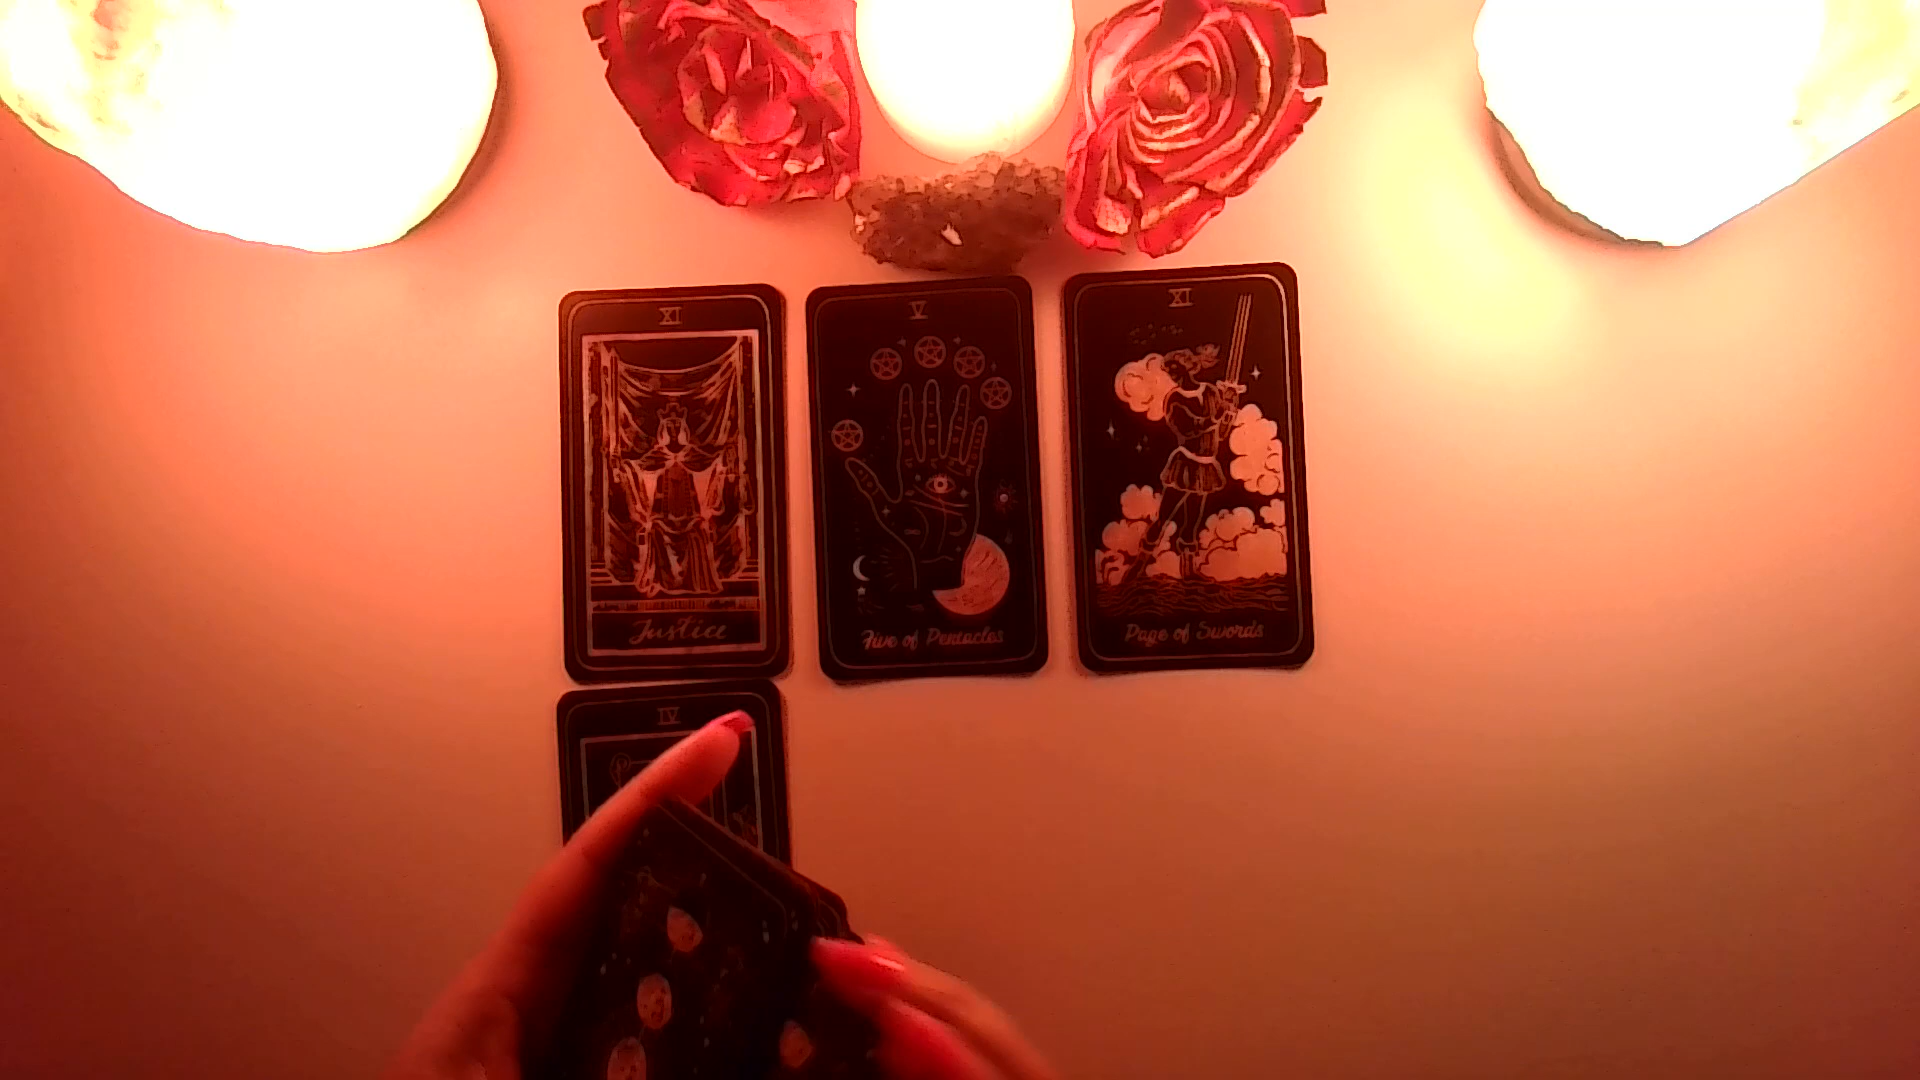 XI
Justice
V
Five of Pentacles
XI
Page of Swords
IV